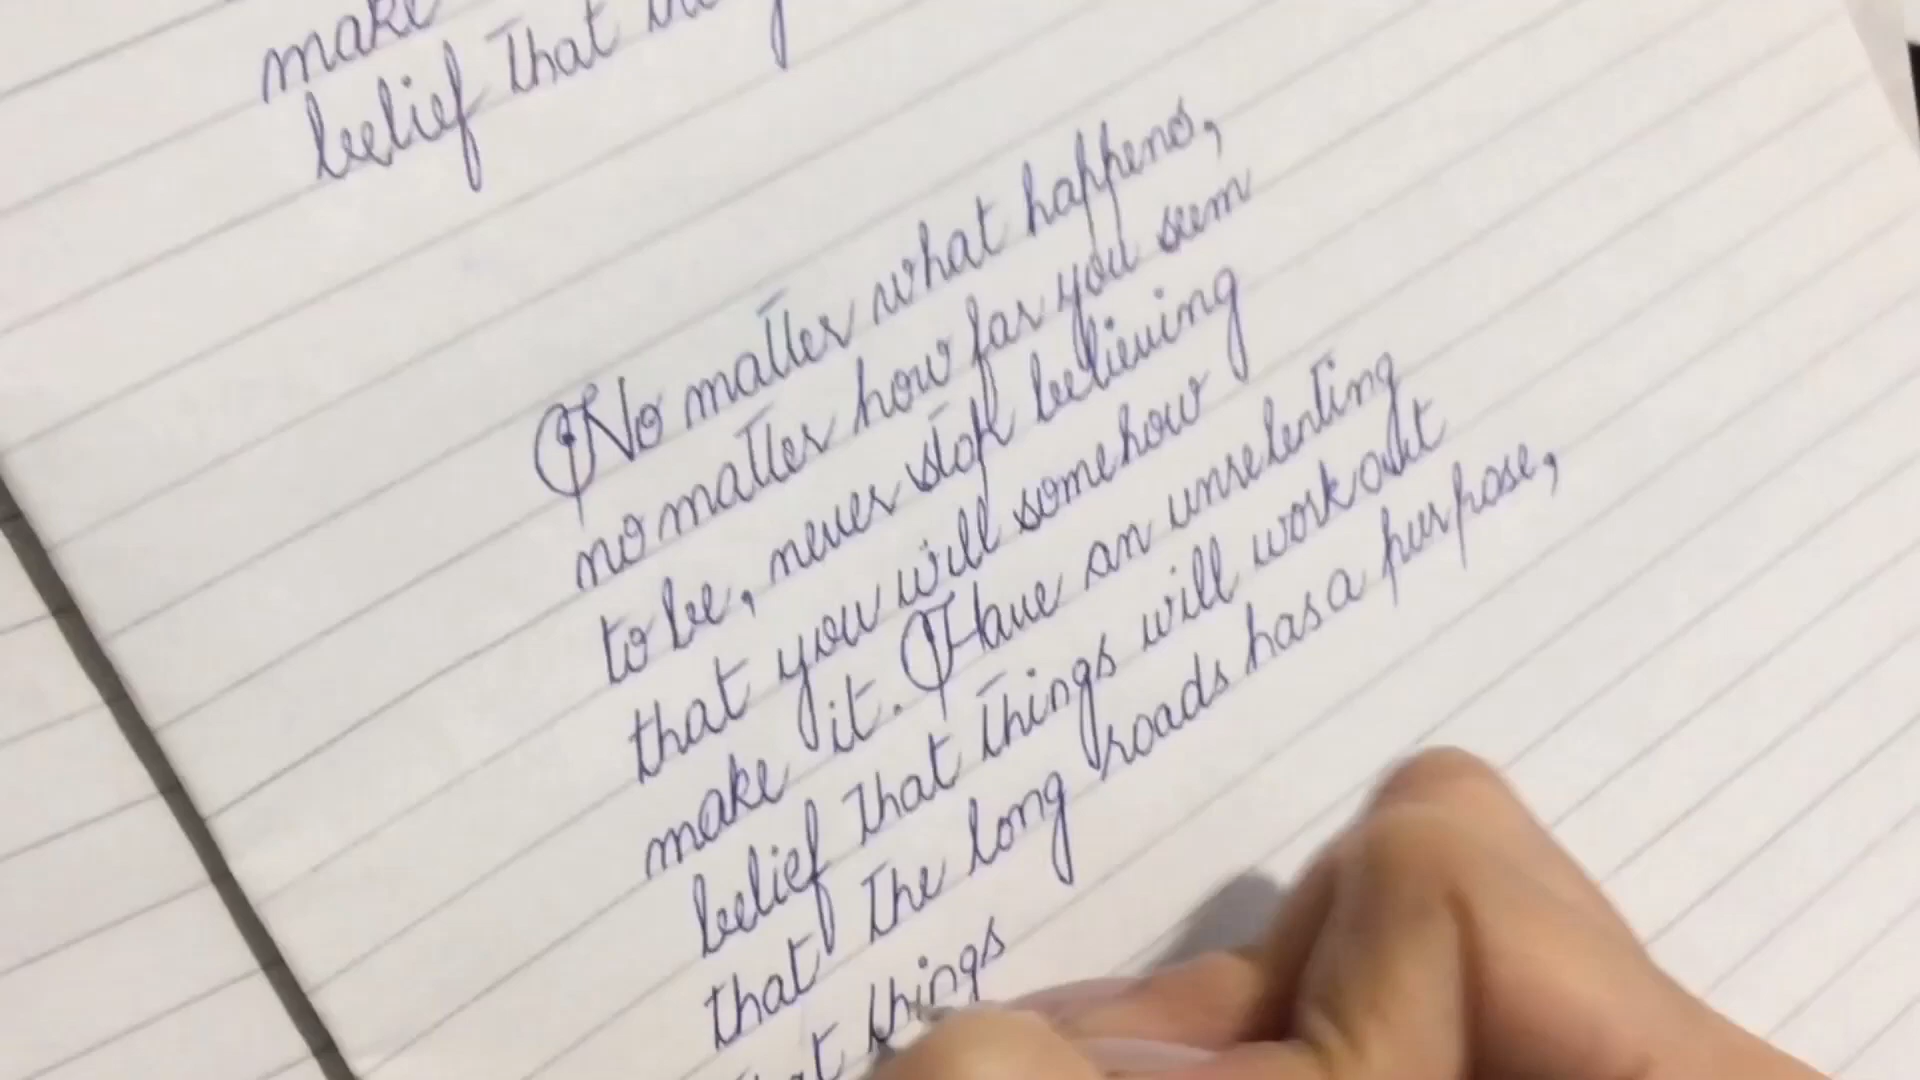 make
belief that
No matter what happens,
no matter how far you seem
to be, never stop believing
that you will somehow
make it. Have an unrelenting
belief that things will work out
that the long roads has a purpose,
that things